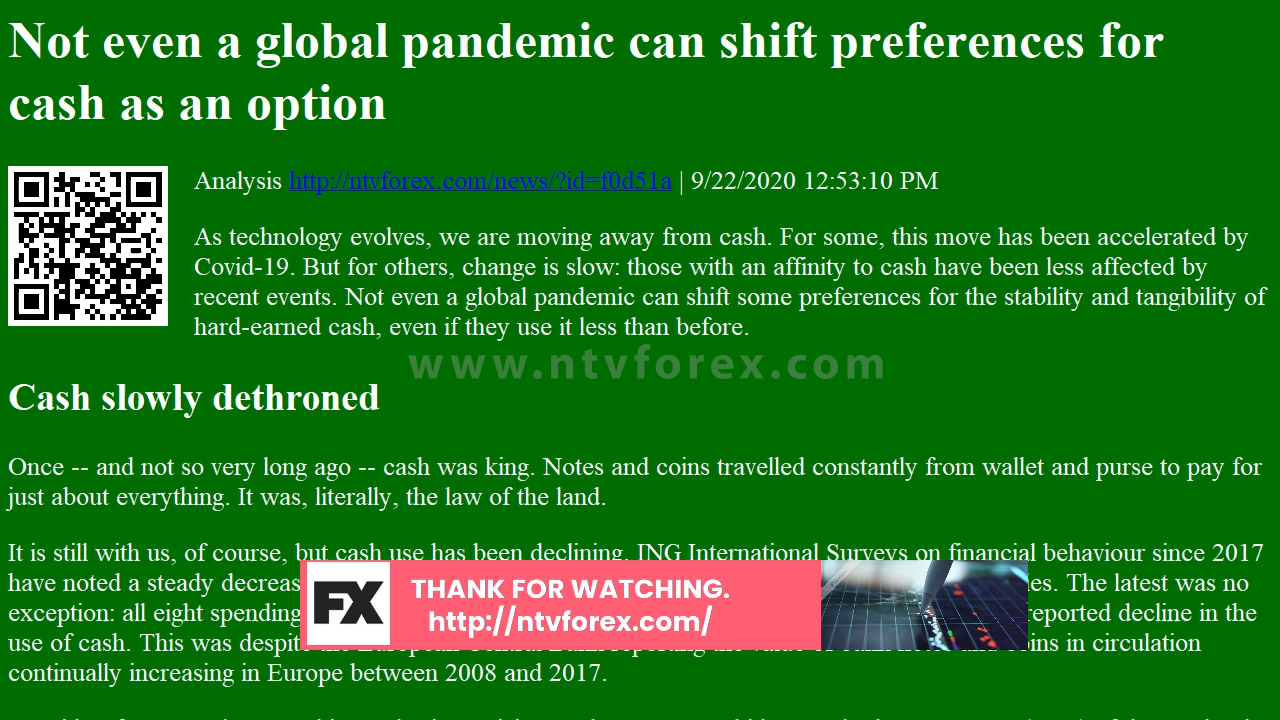 Not even a global pandemic can shift preferences for
cash as an option
Analysis http://ntvforex.com/news/?id=f0d51a | 9/22/2020 12:53:10 PM
As technology evolves, we are moving away from cash. For some, this move has been accelerated by
Covid-19. But for others, change is slow: those with an affinity to cash have been less affected by
recent events. Not even a global pandemic can shift some preferences for the stability and tangibility of
hard-earned cash, even if they use it less than before.
www.ntvforex.com
Cash slowly dethroned
Once -- and not so very long ago -- cash was king. Notes and coins travelled constantly from wallet and purse to pay for
just about everything. It was, literally, the law of the land.
It is still with us, of course, but cash use has been declining. ING International Surveys on financial behaviour since 2017
have noted a steady The latest was no
exception: all eight spending reported decline in the
use of cash. This was in circulation
continually increasing in Europe between 2008 and 2017.
FX
THANK FOR WATCHING.
http://ntvforex.com/